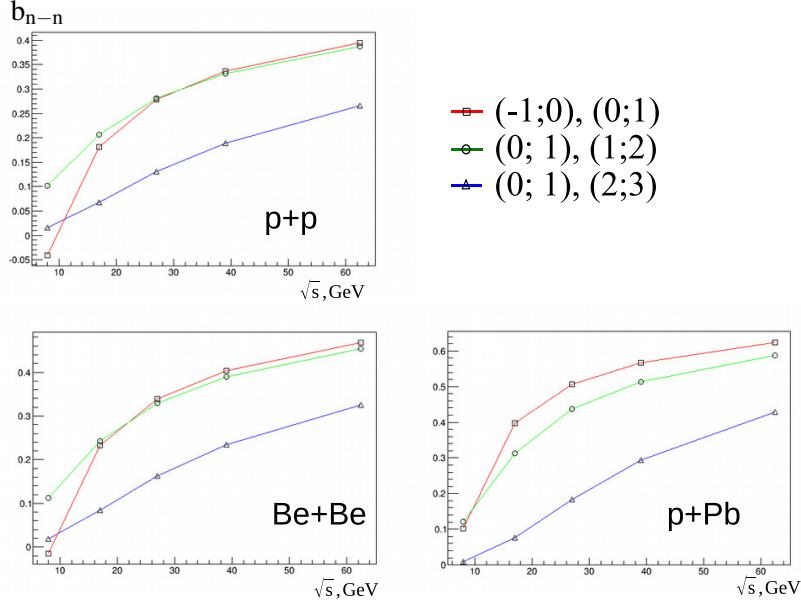 b_{n−n}
0.4
0.35
0.3
0.25
0.2
0.15
0.1
0.05
0
-0.05
p+p
10 20 30 40 50 60
√s, GeV
(-1;0), (0;1)
(0; 1), (1;2)
(0; 1), (2;3)
0.4
0.3
0.2
0.1
0
Be+Be
10 20 30 40 50 60
√s, GeV
0.6
0.5
0.4
0.3
0.2
0.1
0
p+Pb
10 20 30 40 50 60
√s, GeV